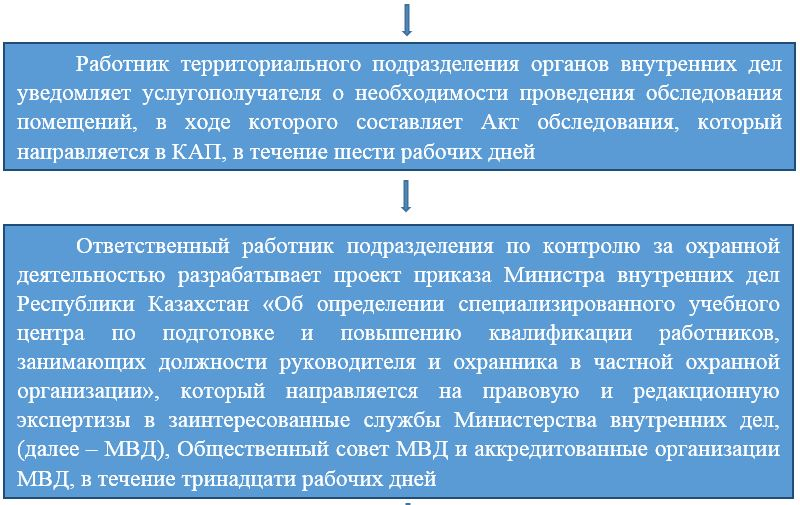 Работник территориального подразделения органов внутренних дел
уведомляет услугополучателя о необходимости проведения обследования
помещений, в ходе которого составляет Акт обследования, который
направляется в КАП, в течение шести рабочих дней
Ответственный работник подразделения по контролю за охранной
деятельностью разрабатывает проект приказа Министра внутренних дел
Республики Казахстан «Об определении специализированного учебного
центра по подготовке и повышению квалификации работников,
занимающих должности руководителя и охранника в частной охранной
организации», который направляется на правовую и редакционную
экспертизы в заинтересованные службы Министерства внутренних дел,
(далее – МВД), Общественный совет МВД и аккредитованные организации
МВД, в течение тринадцати рабочих дней